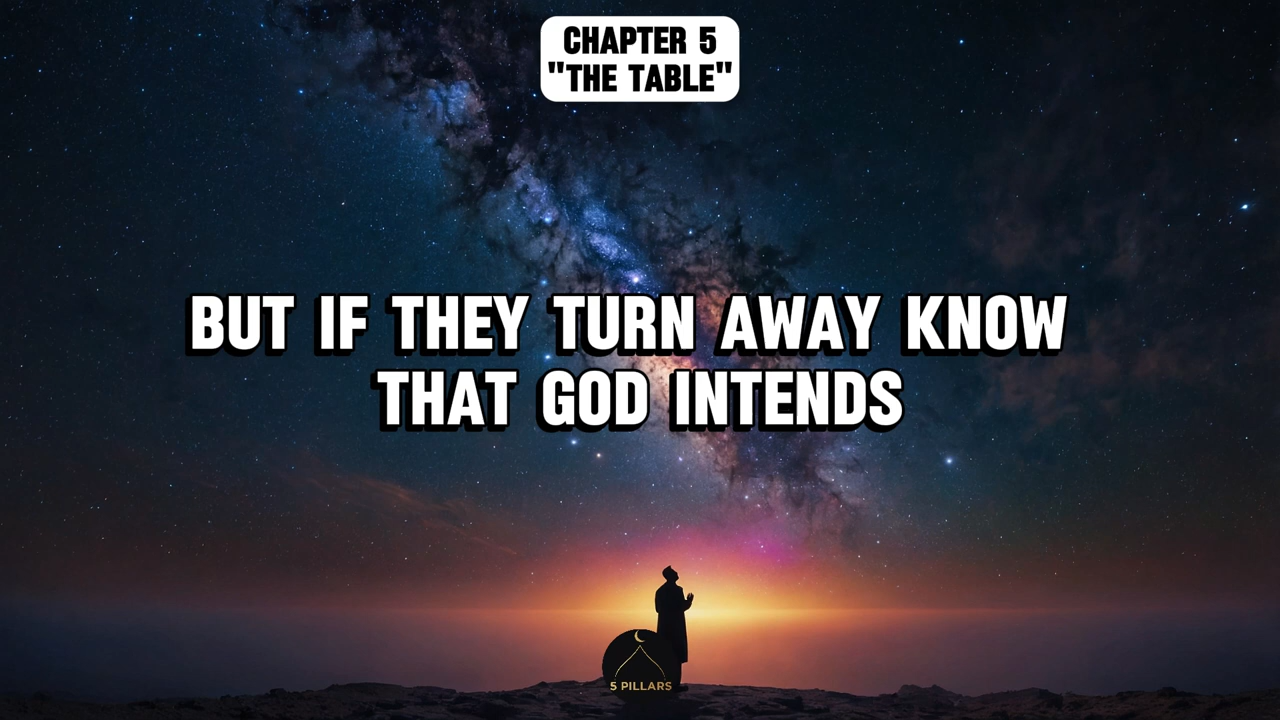 CHAPTER 5
"THE TABLE"
BUT IF THEY TURN AWAY KNOW
THAT GOD INTENDS
5 PILLARS